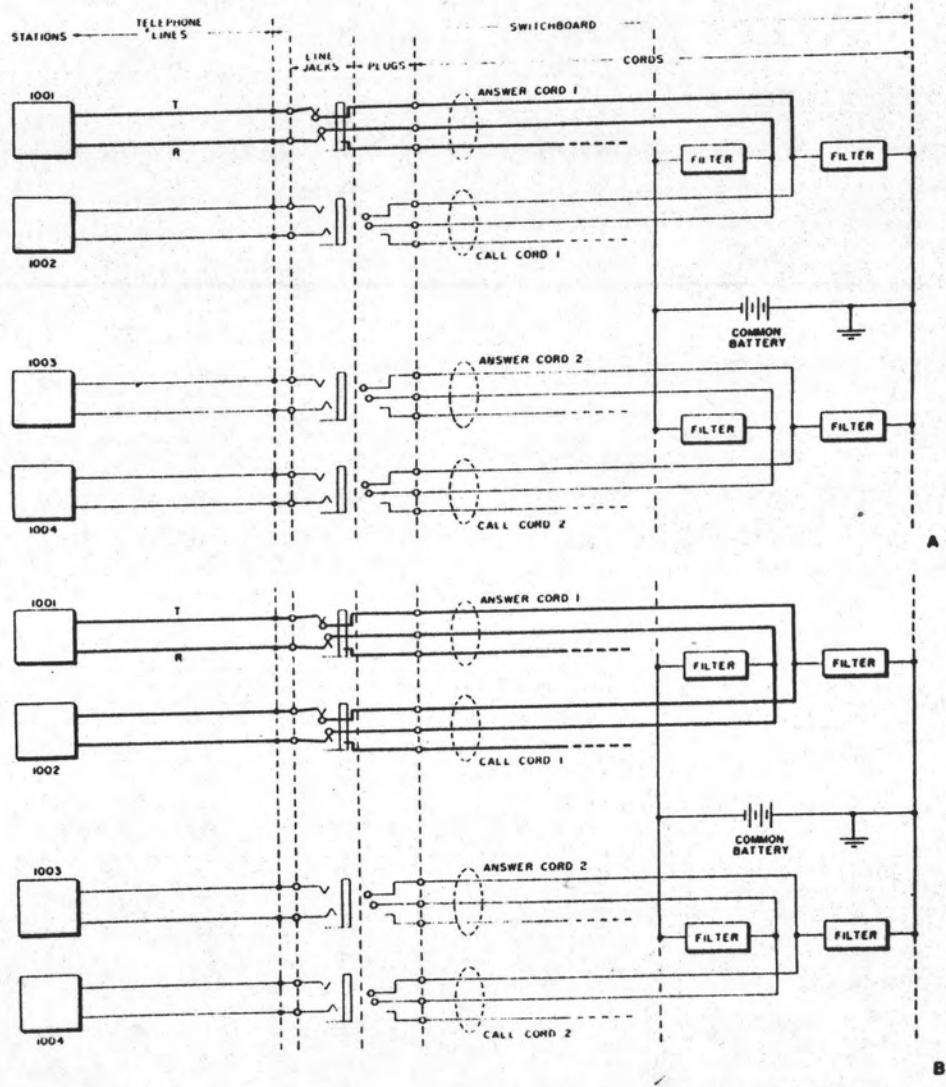 SWITCHBOARD
STATIONS
TELEPHONE
LINES
LINE
JACKS
PLUGS
CORDS
1001
T
R
ANSWER CORD 1
FILTER
FILTER
1002
CALL CORD 1
COMMON
BATTERY
1003
ANSWER CORD 2
FILTER
FILTER
1004
CALL CORD 2
A
1001
T
R
ANSWER CORD 1
FILTER
FILTER
1002
CALL CORD 1
COMMON
BATTERY
1003
ANSWER CORD 2
FILTER
FILTER
1004
CALL CORD 2
B